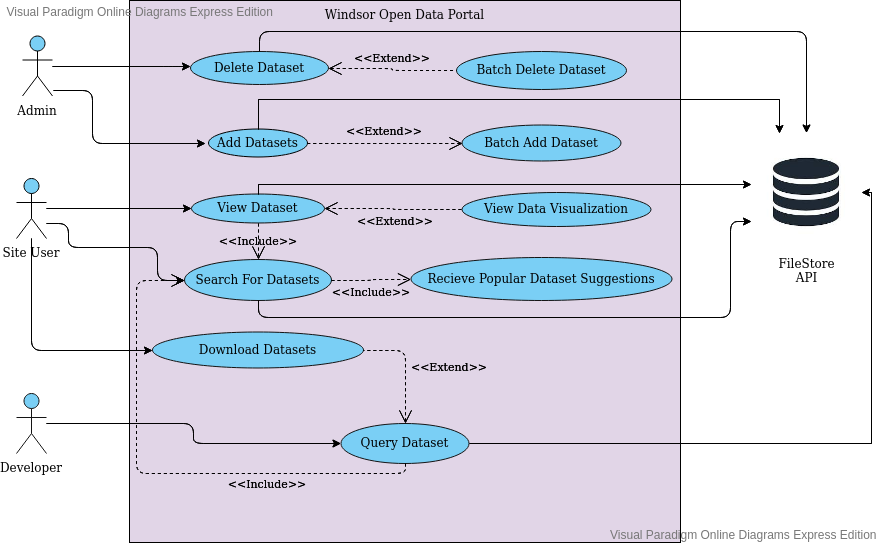 Visual Paradigm Online Diagrams Express Edition
Windsor Open Data Portal
Admin
Delete Dataset
<<Extend>>
Batch Delete Dataset
Add Datasets
<<Extend>>
Batch Add Dataset
Site User
View Dataset
<<Extend>>
View Data Visualization
<<Include>>
Search For Datasets
<<Include>>
Recieve Popular Dataset Suggestions
FileStore
API
Download Datasets
<<Extend>>
Developer
Query Dataset
<<Include>>
Visual Paradigm Online Diagrams Express Edition